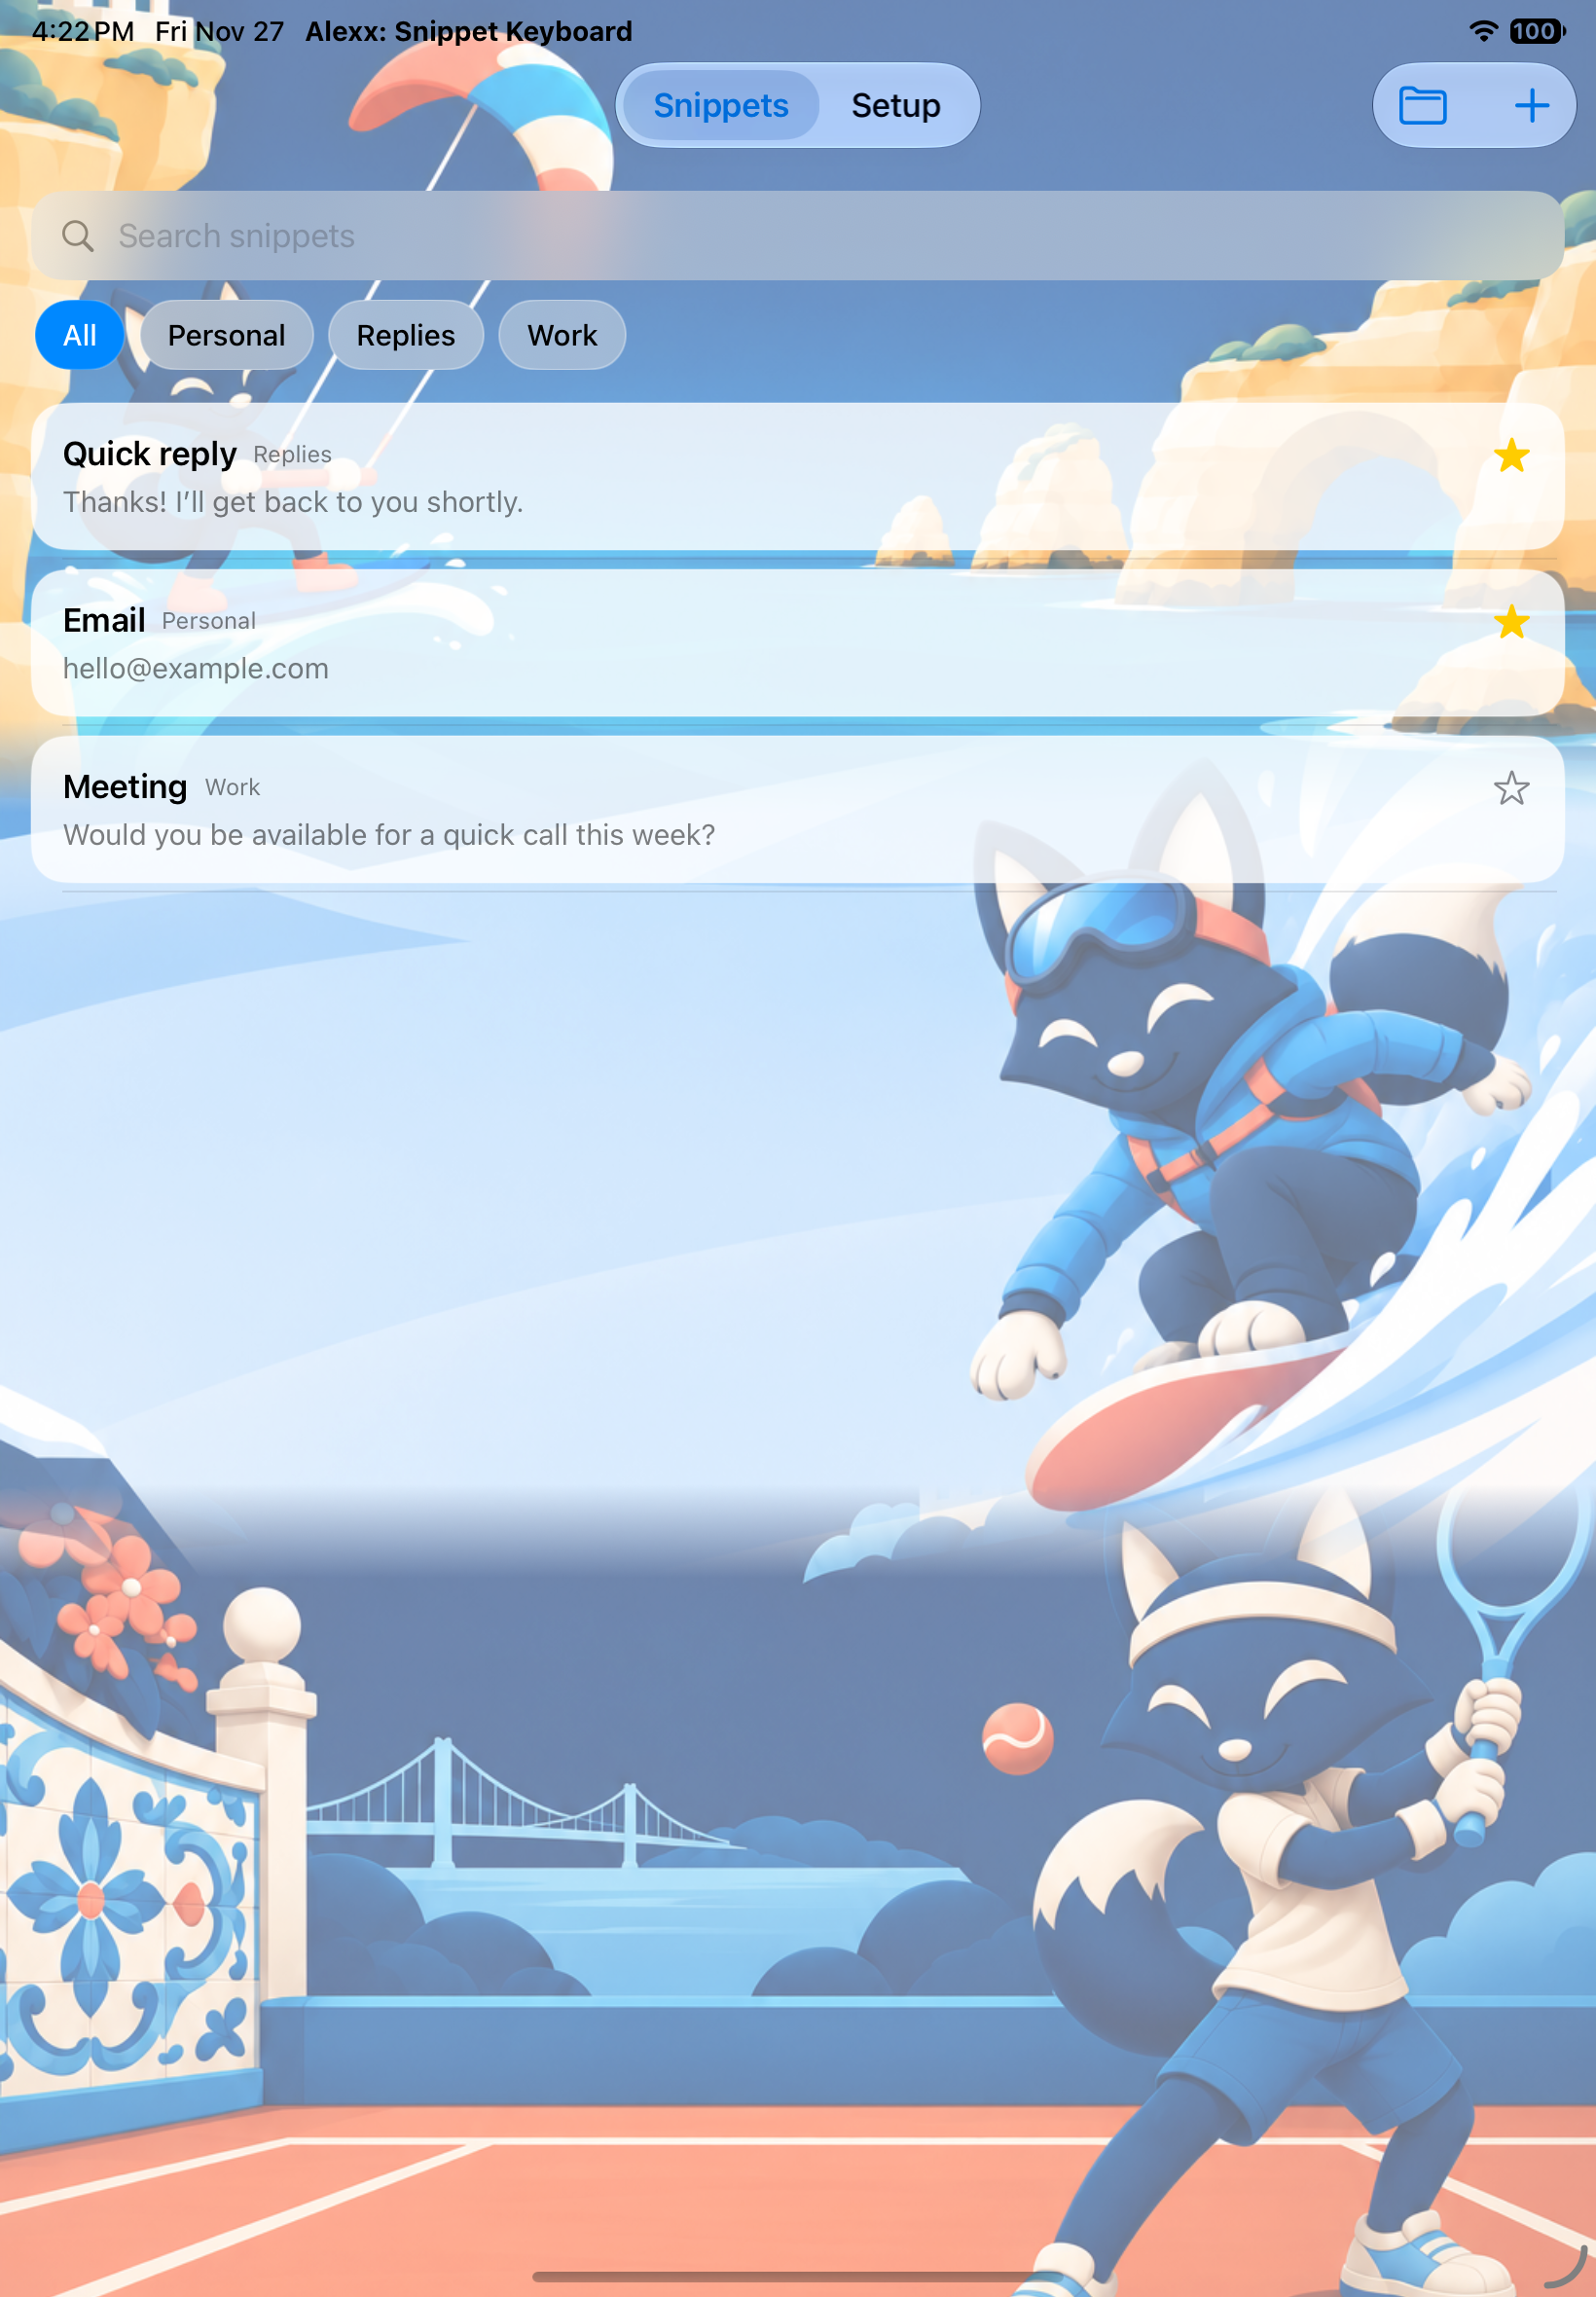 4:22 PM Fri Nov 27 Alexx: Snippet Keyboard 100
Snippets Setup
Search snippets
All Personal Replies Work
Quick reply Replies
Thanks! I’ll get back to you shortly.
Email Personal
hello@example.com
Meeting Work
Would you be available for a quick call this week?